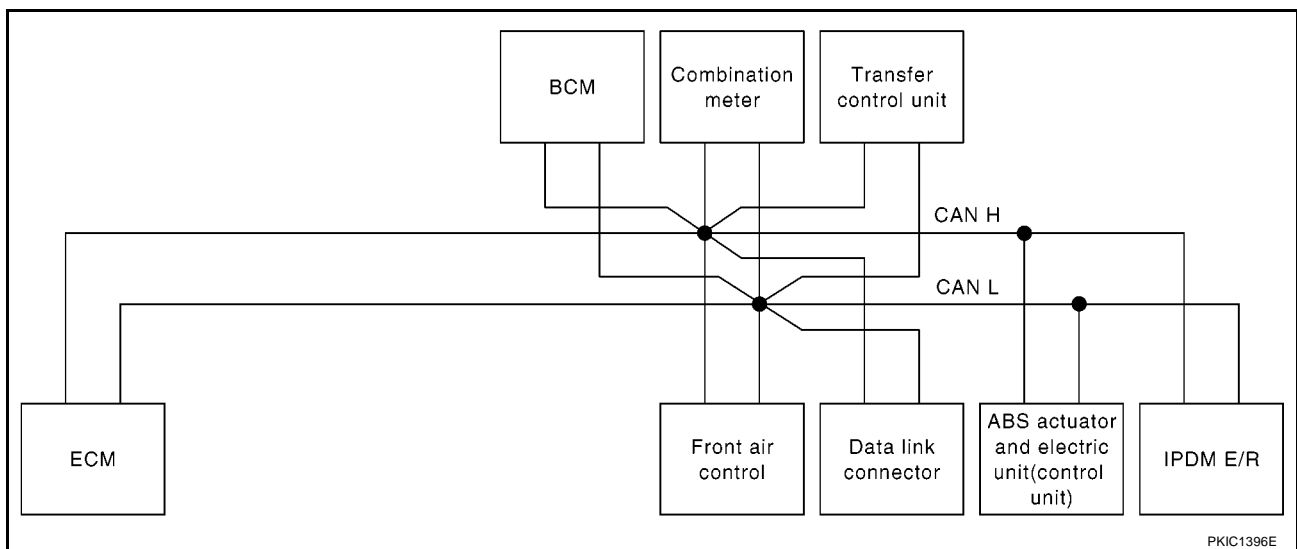 BCM
Combination
meter
Transfer
control unit
CAN H
CAN L
ECM
Front air
control
Data link
connector
ABS actuator
and electric
unit(control
unit)
IPDM E/R
PKIC1396E